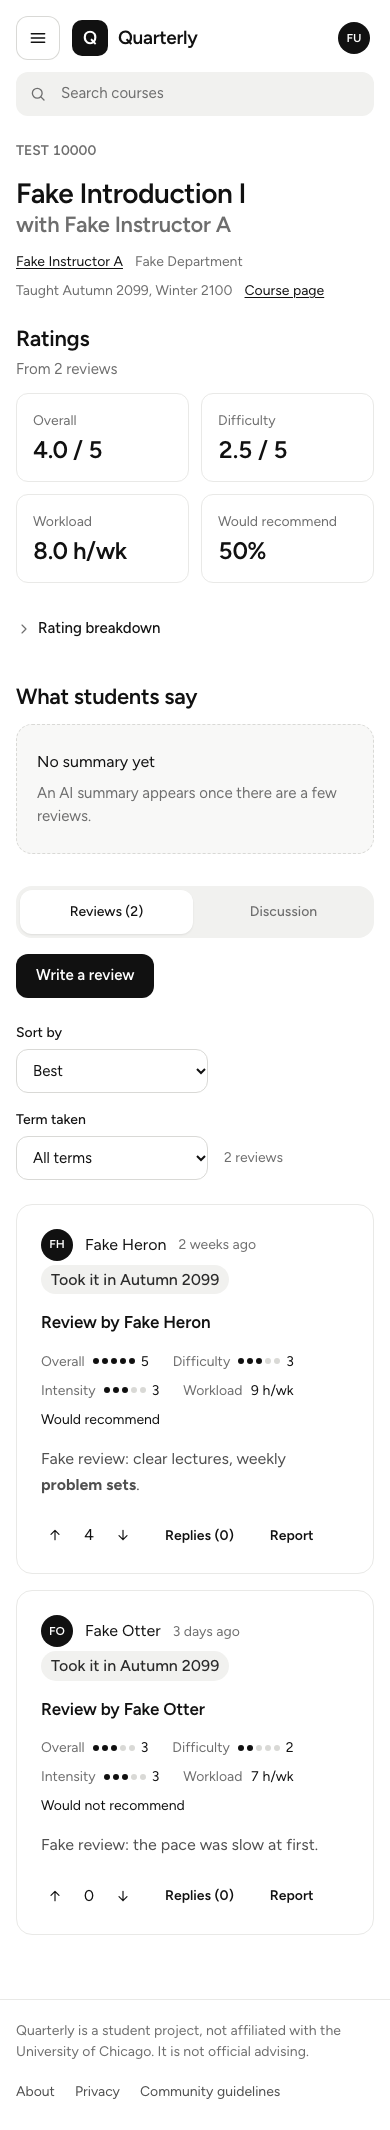 Q Quarterly FU
Search courses
TEST 10000
Fake Introduction I
with Fake Instructor A
Fake Instructor A Fake Department
Taught Autumn 2099, Winter 2100 Course page
Ratings
From 2 reviews
Overall Difficulty
4.0 / 5 2.5 / 5
Workload Would recommend
8.0 h/wk 50%
Rating breakdown
What students say
No summary yet
An AI summary appears once there are a few
reviews.
Reviews (2) Discussion
Write a review
Sort by
Best
Term taken
All terms 2 reviews
FH Fake Heron 2 weeks ago
Took it in Autumn 2099
Review by Fake Heron
Overall 5 Difficulty 3
Intensity 3 Workload 9 h/wk
Would recommend
Fake review: clear lectures, weekly
problem sets.
↑ 4 ↓ Replies (0) Report
FO Fake Otter 3 days ago
Took it in Autumn 2099
Review by Fake Otter
Overall 3 Difficulty 2
Intensity 3 Workload 7 h/wk
Would not recommend
Fake review: the pace was slow at first.
↑ 0 ↓ Replies (0) Report
Quarterly is a student project, not affiliated with the
University of Chicago. It is not official advising.
About Privacy Community guidelines